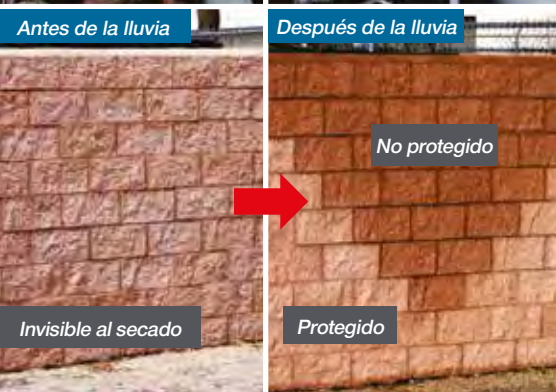 Antes de la lluvia
Después de la lluvia
No protegido
Invisible al secado
Protegido